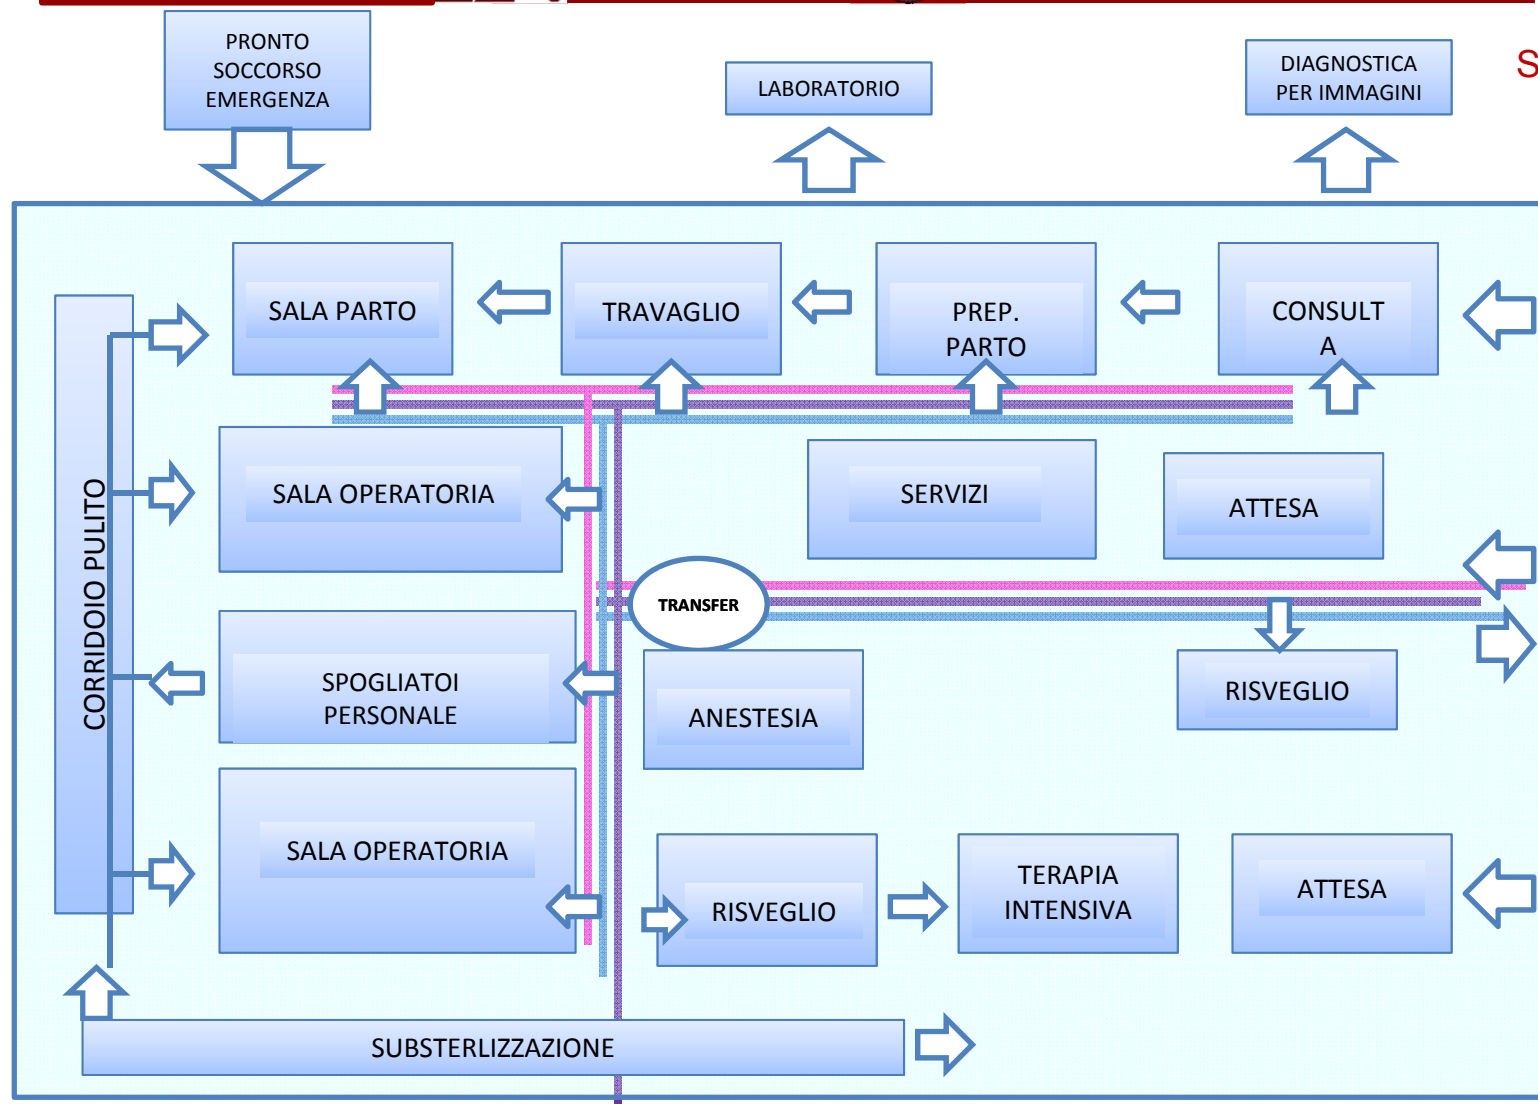 PRONTO
SOCCORSO
EMERGENZA
LABORATORIO
DIAGNOSTICA
PER IMMAGINI
S
SALA PARTO
TRAVAGLIO
PREP.
PARTO
CONSULT
A
CORRIDOIO PULITO
SALA OPERATORIA
SERVIZI
ATTESA
TRANSFER
SPOGLIATOI
PERSONALE
ANESTESIA
RISVEGLIO
SALA OPERATORIA
RISVEGLIO
TERAPIA
INTENSIVA
ATTESA
SUBSTERLIZZAZIONE